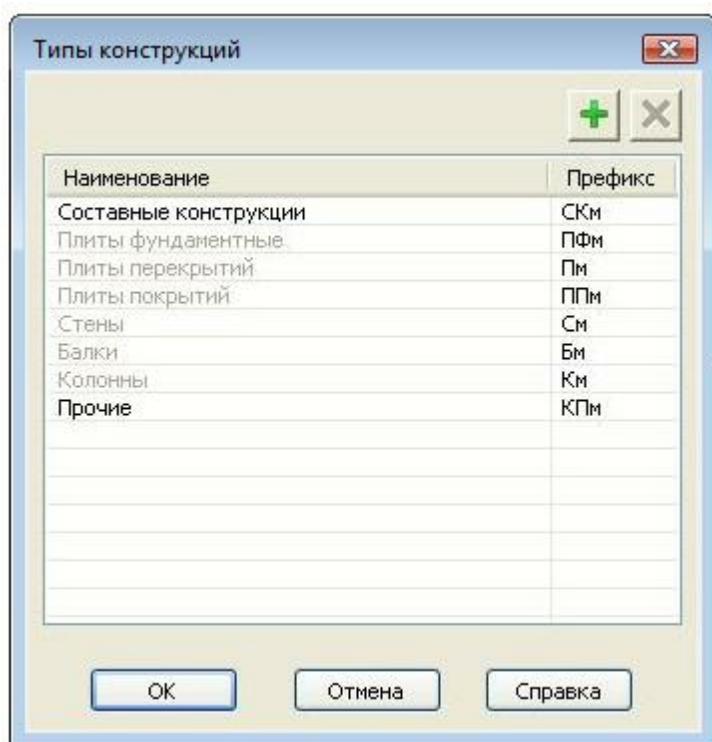 Типы конструкций
Наименование Префикс
Составные конструкции СКм
Плиты фундаментные ПФм
Плиты перекрытий Пм
Плиты покрытий ППм
Стены См
Балки Бм
Колонны Км
Прочие КПм
ОК Отмена Справка